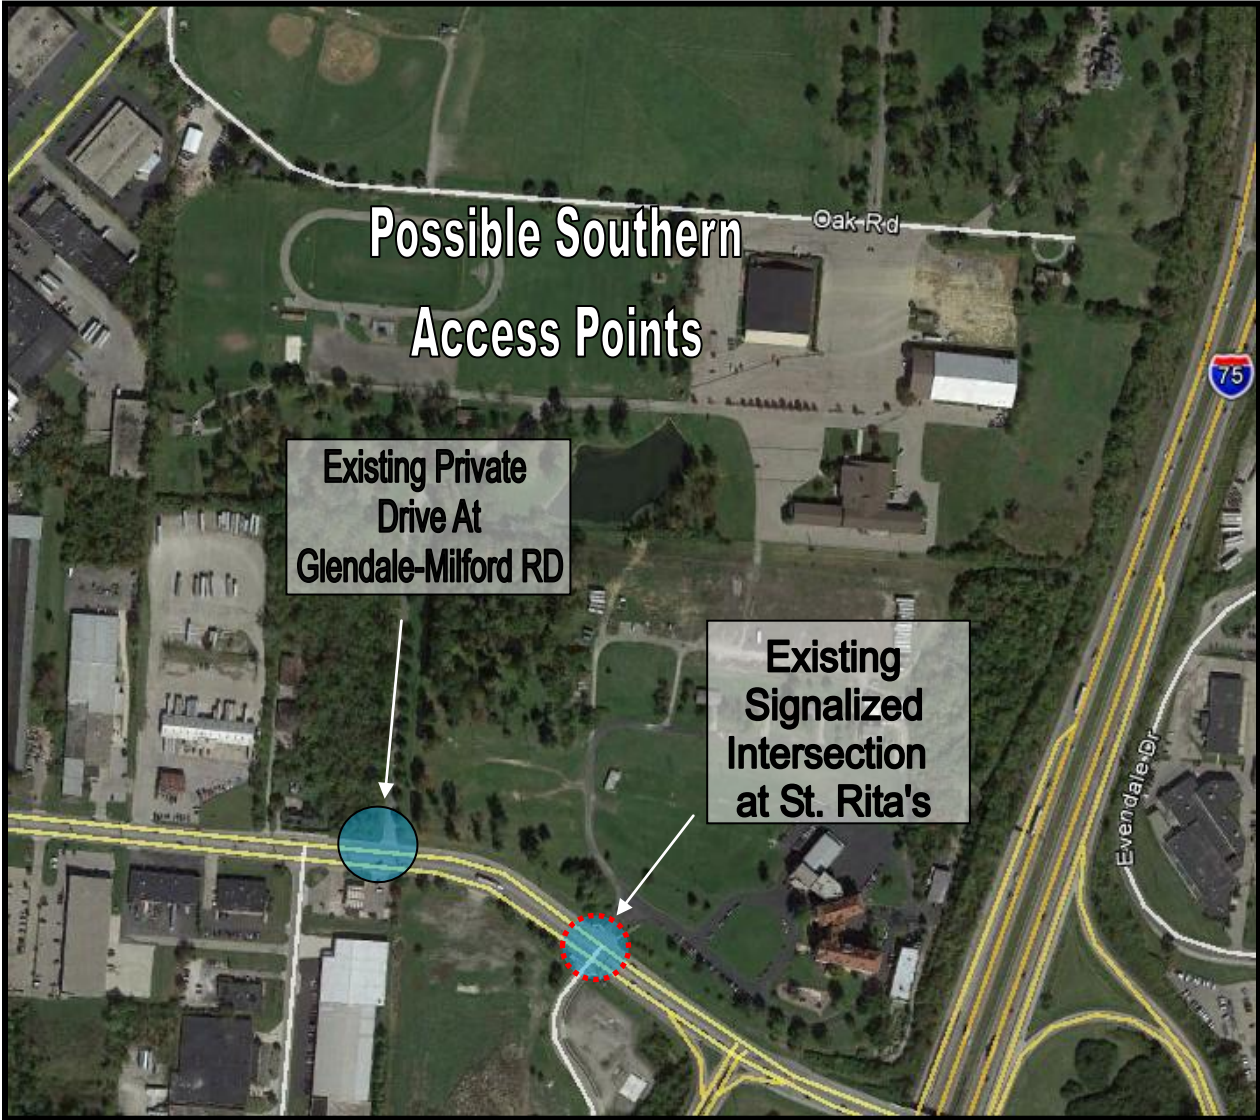 Oak Rd
Possible Southern
Access Points
75
Existing Private
Drive At
Glendale-Milford RD
Existing
Signalized
Intersection
at St. Rita's
Evendale Dr